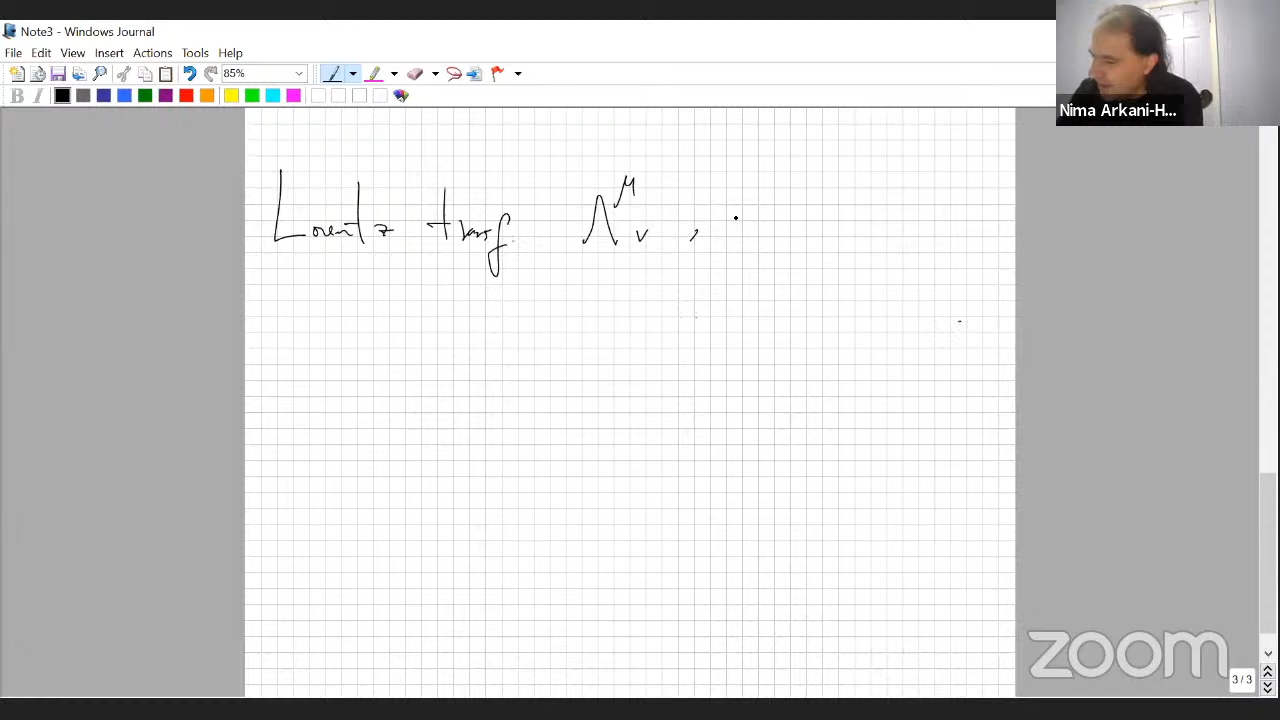 Note3 - Windows Journal
File Edit View Insert Actions Tools Help
85%
B I
Nima Arkani-H...
Lorentz transf. Λ^μ_ν ,
zoom
3 / 3